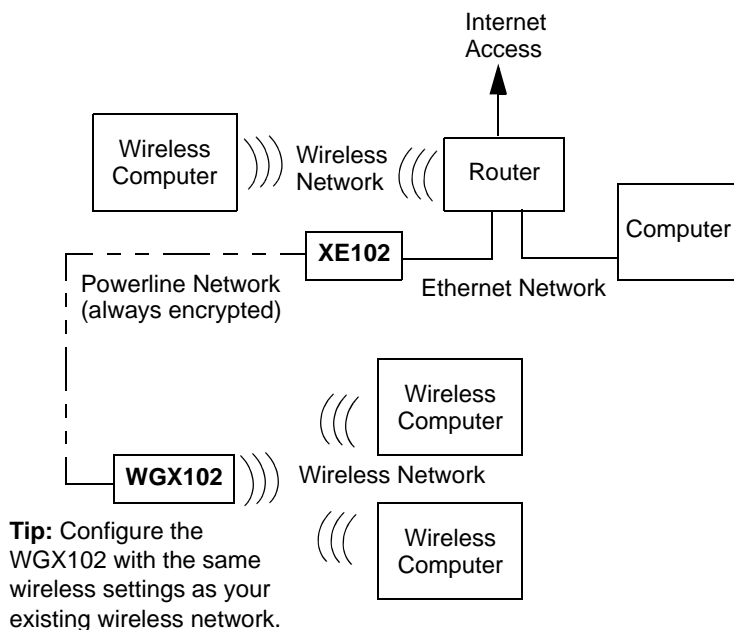 Internet
Access
Wireless
Computer
Wireless
Network
Router
Computer
XE102
Powerline Network
(always encrypted)
Ethernet Network
Wireless
Computer
WGX102
Wireless Network
Wireless
Computer
Tip: Configure the
WGX102 with the same
wireless settings as your
existing wireless network.